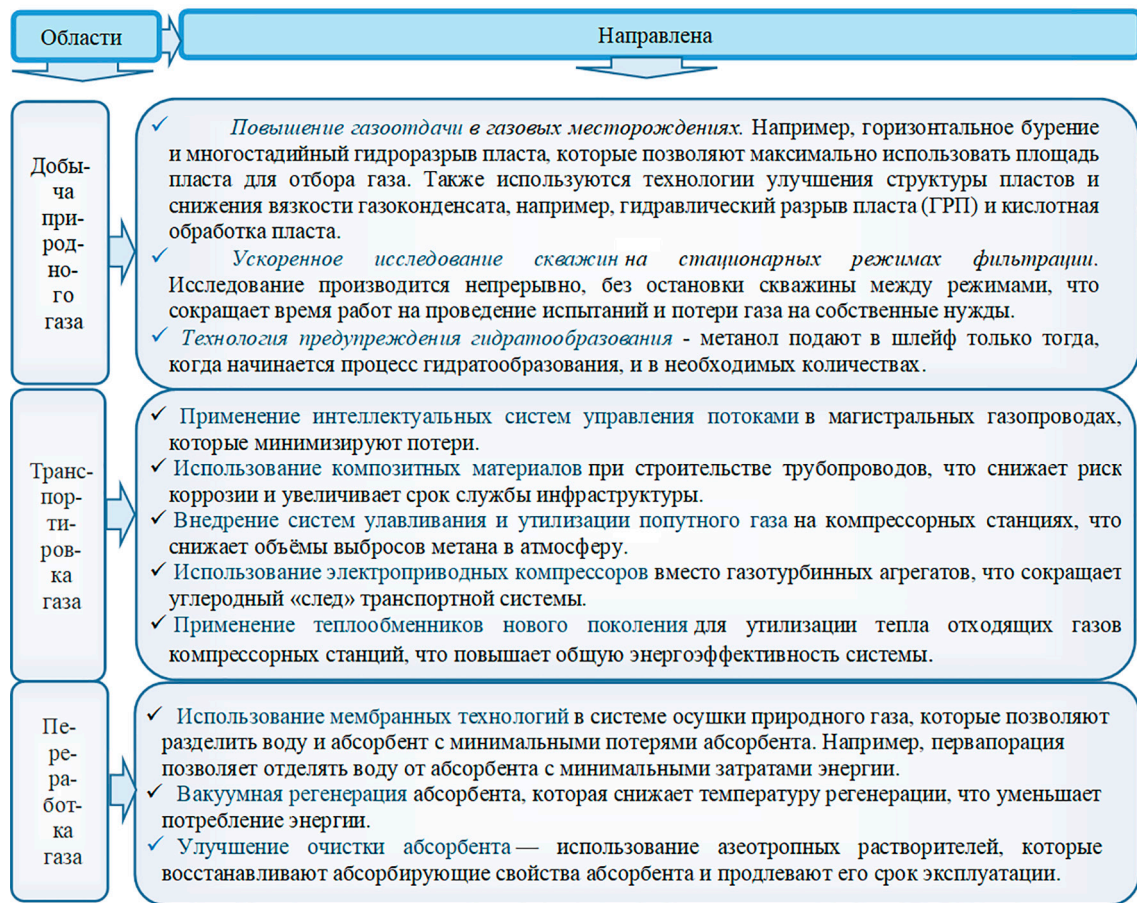 Области
Направлена
Добы-
ча
при-
род-
но-
го
газа
✓ Повышение газоотдачи в газовых месторождениях. Например, горизонтальное бурение
и многостадийный гидроразрыв пласта, которые позволяют максимально использовать площадь
пласта для отбора газа. Также используются технологии улучшения структуры пластов и
снижения вязкости газоконденсата, например, гидравлический разрыв пласта (ГРП) и кислотная
обработка пласта.
✓ Ускоренное исследование скважин на стационарных режимах фильтрации.
Исследование производится непрерывно, без остановки скважины между режимами, что
сокращает время работ на проведение испытаний и потери газа на собственные нужды.
✓ Технология предупреждения гидратообразования - метанол подают в шлейф только тогда,
когда начинается процесс гидратообразования, и в необходимых количествах.
Транс-
пор-
ти-
ров-
ка
газа
✓ Применение интеллектуальных систем управления потоками в магистральных газопроводах,
которые минимизируют потери.
✓ Использование композитных материалов при строительстве трубопроводов, что снижает риск
коррозии и увеличивает срок службы инфраструктуры.
✓ Внедрение систем улавливания и утилизации попутного газа на компрессорных станциях, что
снижает объёмы выбросов метана в атмосферу.
✓ Использование электроприводных компрессоров вместо газотурбинных агрегатов, что сокращает
углеродный «след» транспортной системы.
✓ Применение теплообменников нового поколения для утилизации тепла отходящих газов
компрессорных станций, что повышает общую энергоэффективность системы.
Пе-
ре-
ра-
бот-
ка
газа
✓ Использование мембранных технологий в системе осушки природного газа, которые позволяют
разделить воду и абсорбент с минимальными потерями абсорбента. Например, первапорация
позволяет отделять воду от абсорбента с минимальными затратами энергии.
✓ Вакуумная регенерация абсорбента, которая снижает температуру регенерации, что уменьшает
потребление энергии.
✓ Улучшение очистки абсорбента — использование азеотропных растворителей, которые
восстанавливают абсорбирующие свойства абсорбента и продлевают его срок эксплуатации.